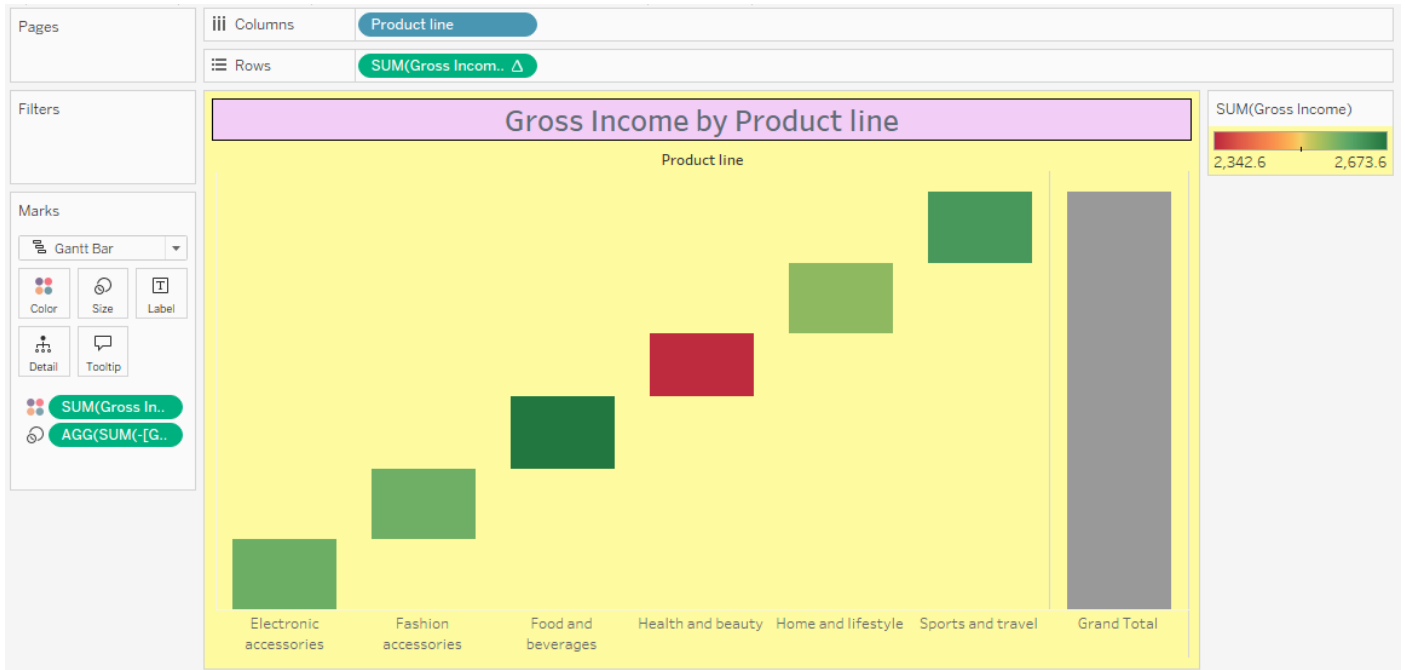 Pages
Columns
Product line
Rows
SUM(Gross Incom.. Δ
Filters
Marks
Gantt Bar
Color
Size
Label
Detail
Tooltip
SUM(Gross In..
AGG(SUM(-[G..
Gross Income by Product line
Product line
Electronic
accessories
Fashion
accessories
Food and
beverages
Health and beauty
Home and lifestyle
Sports and travel
Grand Total
SUM(Gross Income)
2,342.6 2,673.6